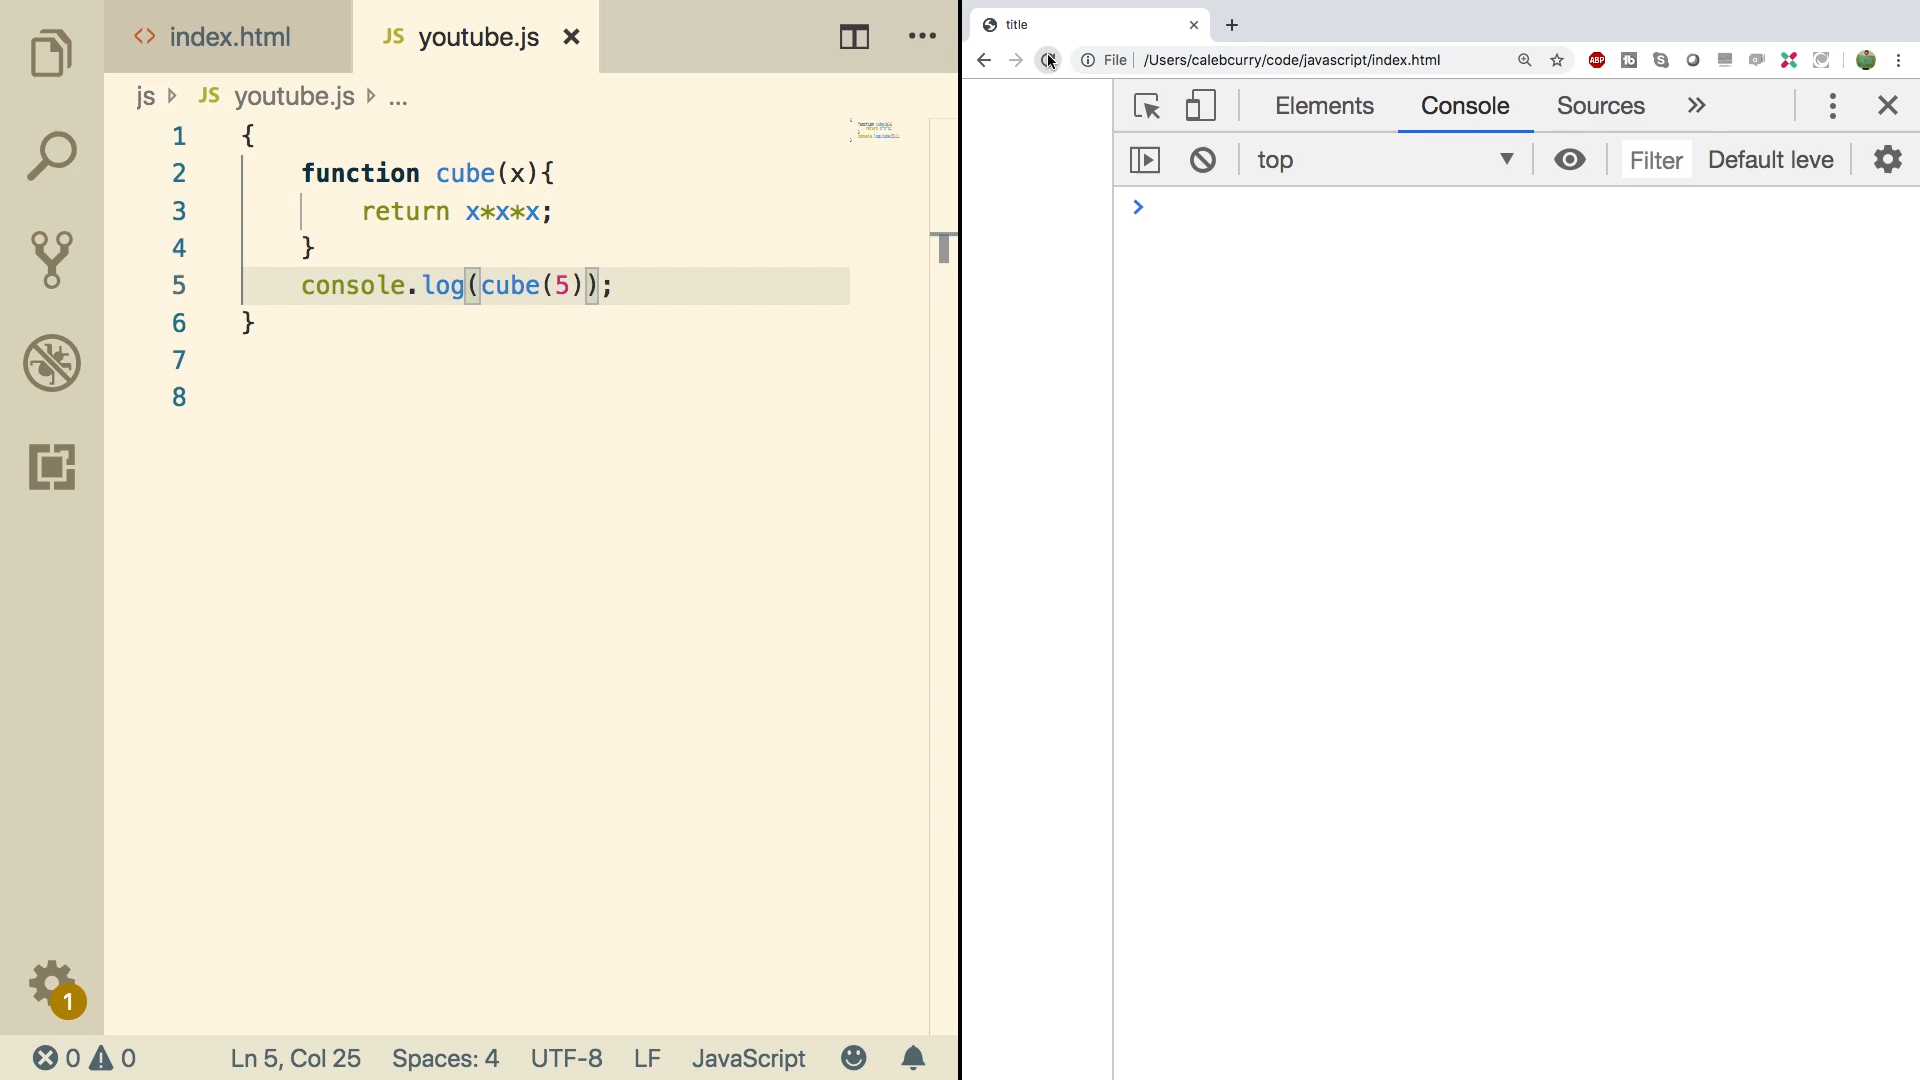 index.html
JS youtube.js
js JS youtube.js ...
1 {
2 function cube(x){
3 return x*x*x;
4 }
5 console.log(cube(5));
6 }
7
8
1
0 0 Ln 5, Col 25 Spaces: 4 UTF-8 LF JavaScript
title
File /Users/calebcurry/code/javascript/index.html ABP
Elements Console Sources
top Filter Default leve